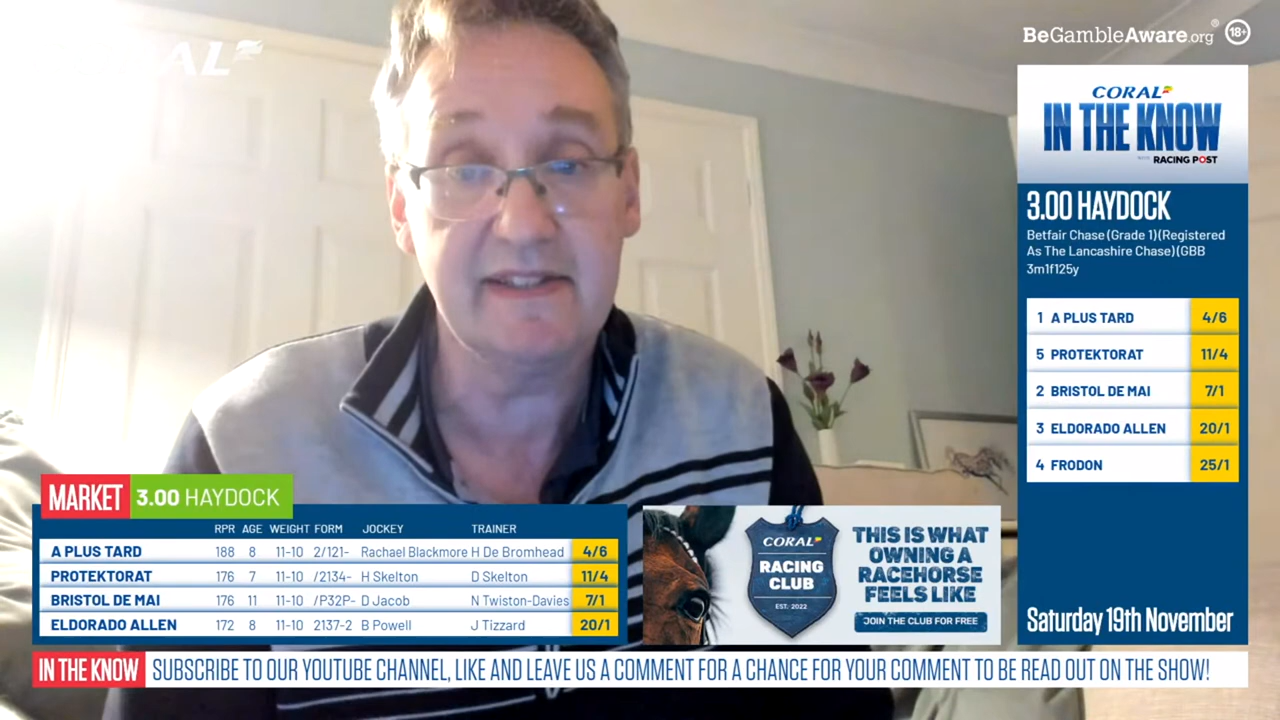 BeGambleAware.org® 18+
CORAL
IN THE KNOW
WITH RACING POST
3.00 HAYDOCK
Betfair Chase (Grade 1) (Registered
As The Lancashire Chase) (GBB
3m1f125y
1 A PLUS TARD 4/6
5 PROTEKTORAT 11/4
2 BRISTOL DE MAI 7/1
3 ELDORADO ALLEN 20/1
4 FRODON 25/1
Saturday 19th November
MARKET 3.00 HAYDOCK
RPR AGE WEIGHT FORM JOCKEY TRAINER
A PLUS TARD 188 8 11-10 2/121- Rachael Blackmore H De Bromhead 4/6
PROTEKTORAT 176 7 11-10 /2134- H Skelton D Skelton 11/4
BRISTOL DE MAI 176 11 11-10 /P32P- D Jacob N Twiston-Davies 7/1
ELDORADO ALLEN 172 8 11-10 2137-2 B Powell J Tizzard 20/1
CORAL
RACING
CLUB
EST. 2022
THIS IS WHAT
OWNING A
RACEHORSE
FEELS LIKE
JOIN THE CLUB FOR FREE
IN THE KNOW SUBSCRIBE TO OUR YOUTUBE CHANNEL, LIKE AND LEAVE US A COMMENT FOR A CHANCE FOR YOUR COMMENT TO BE READ OUT ON THE SHOW!